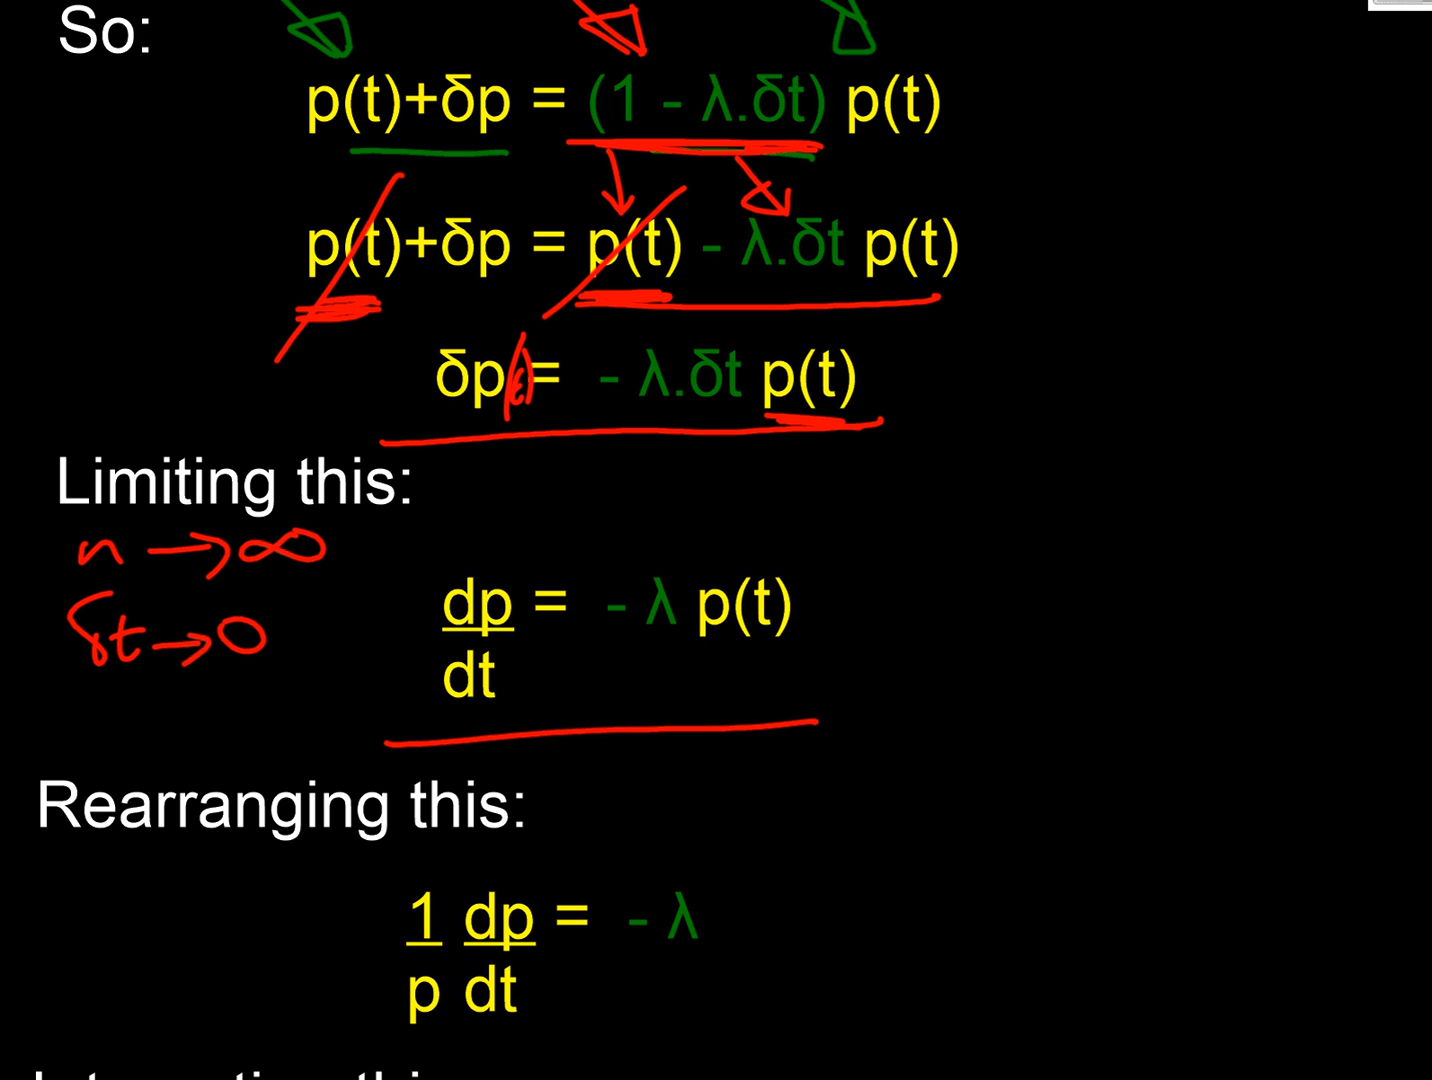 So:
p(t)+δp = (1 - λ.δt) p(t)
p(t)+δp = p(t) - λ.δt p(t)
δp(t)= - λ.δt p(t)
Limiting this:
n → ∞
δt → 0
dp = - λ p(t)
dt
Rearranging this:
1 dp = - λ
p dt